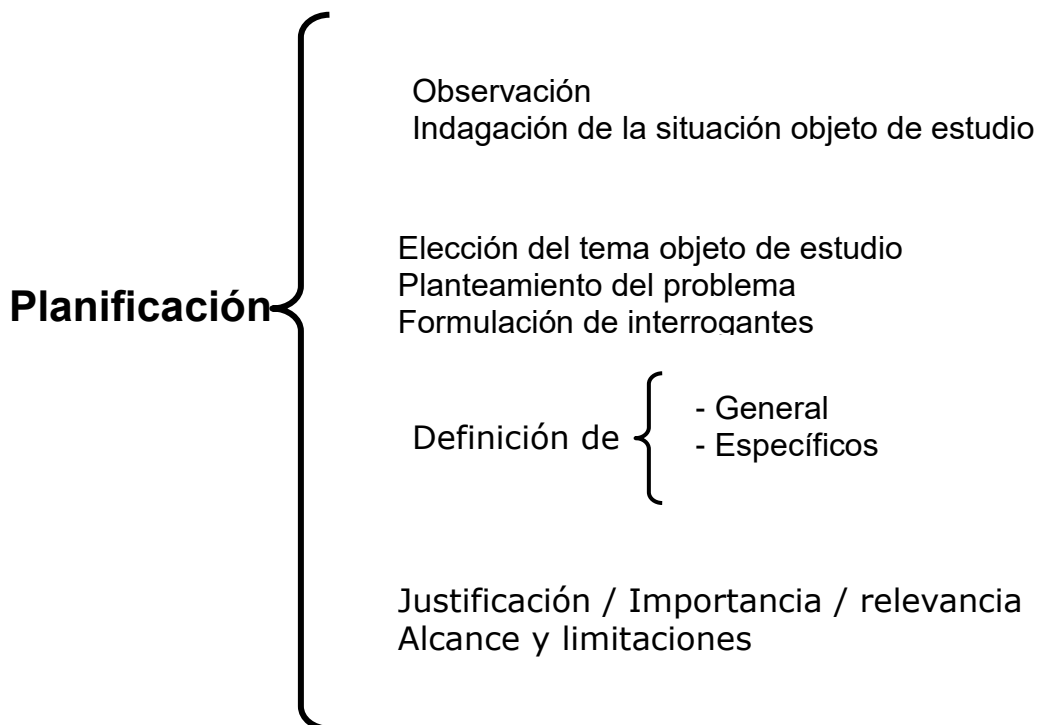 Observación
Indagación de la situación objeto de estudio
Elección del tema objeto de estudio
Planteamiento del problema
Planificación
Formulación de interrogantes
- General
Definición de
- Específicos
Justificación / Importancia / relevancia
Alcance y limitaciones